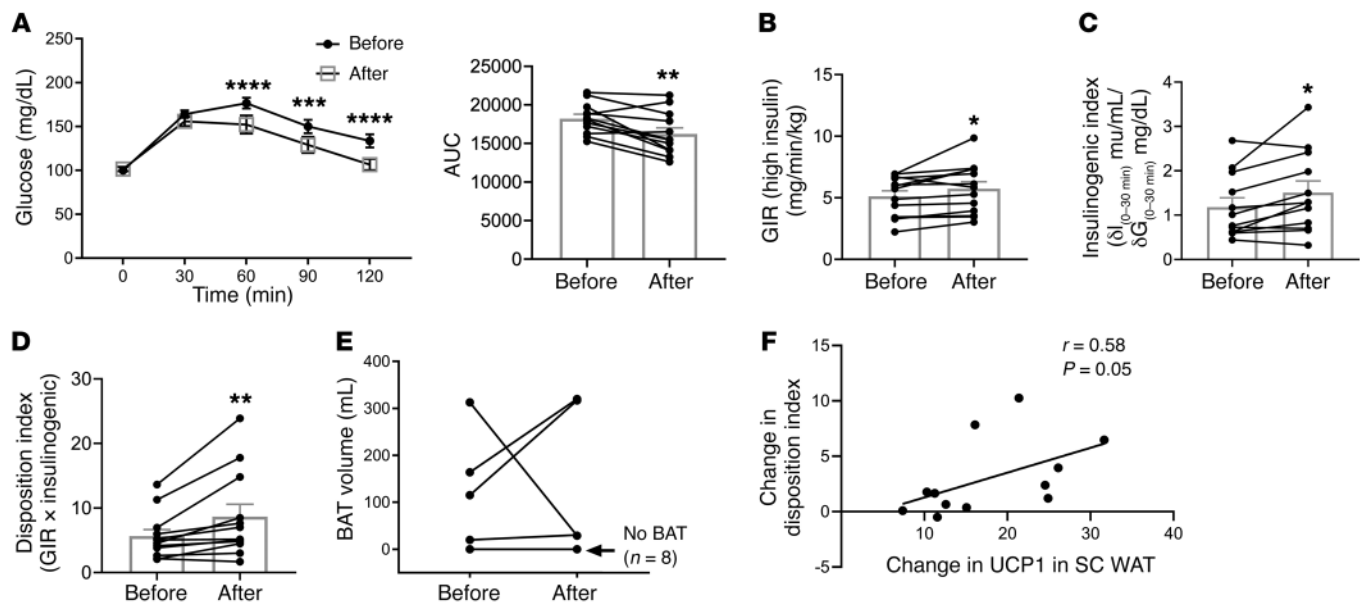 A
Glucose (mg/dL)
250
200
150
100
50
0
0 30 60 90 120
Time (min)
Before
After
**** *** ****
AUC
25000
20000
15000
10000
5000
0
**
Before After
B
GIR (high insulin)
(mg/min/kg)
15
10
5
0
*
Before After
C
Insulinogenic index
(δI(0–30 min) mu/mL/
δG(0–30 min) mg/dL)
4
3
2
1
0
*
Before After
D
Disposition index
(GIR × insulinogenic)
30
20
10
0
**
Before After
E
BAT volume (mL)
400
300
200
100
0
No BAT
(n = 8)
Before After
F
Change in
disposition index
15
10
5
0
-5
r = 0.58
P = 0.05
10 20 30 40
Change in UCP1 in SC WAT